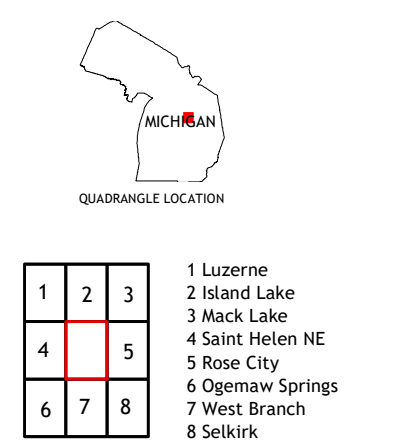 MICHIGAN
QUADRANGLE LOCATION
1 2 3
4 5
6 7 8
1 Luzerne
2 Island Lake
3 Mack Lake
4 Saint Helen NE
5 Rose City
6 Ogemaw Springs
7 West Branch
8 Selkirk